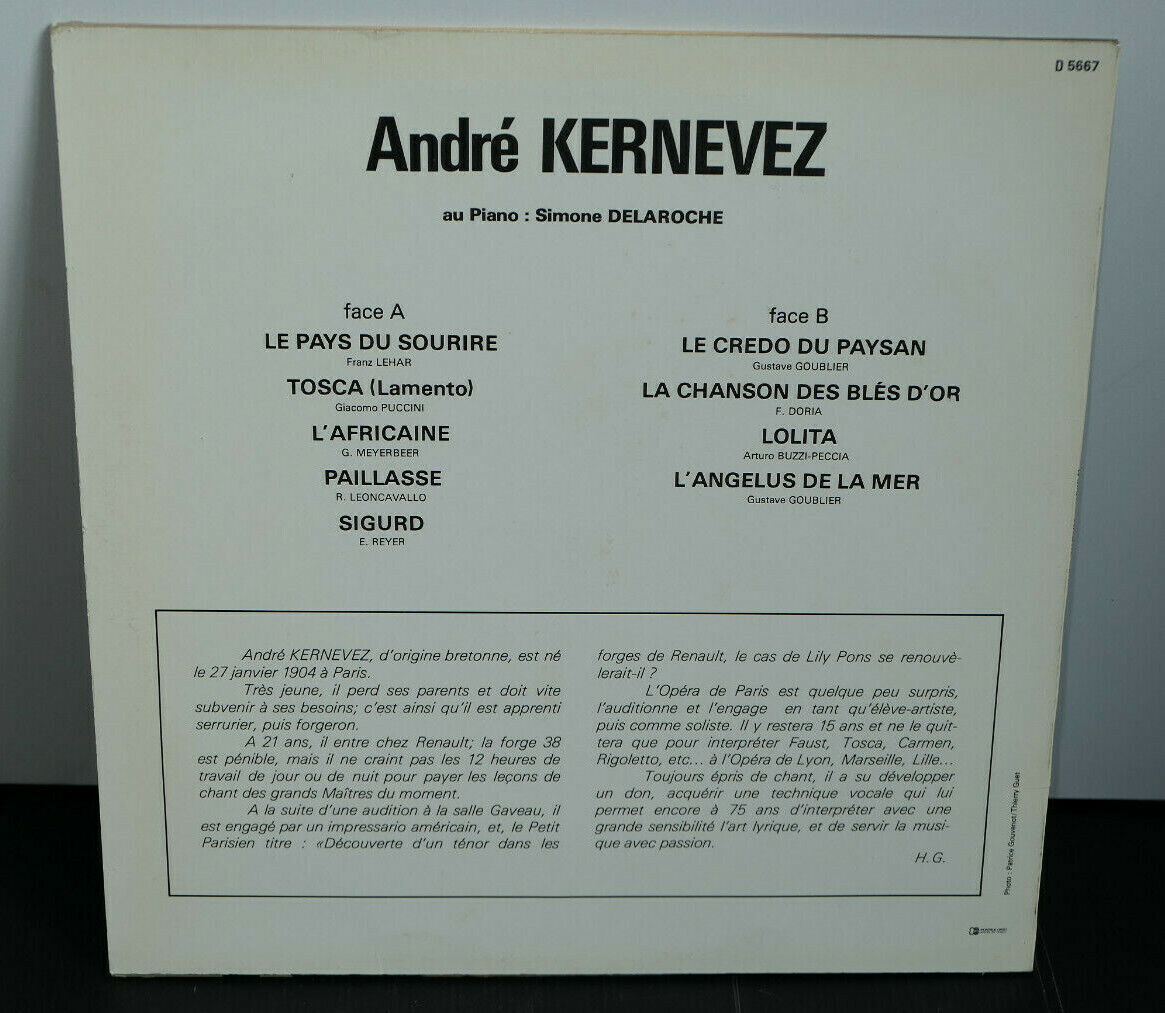 D 5667
André KERNEVEZ
au Piano : Simone DELAROCHE
face A
LE PAYS DU SOURIRE
Franz LEHAR
TOSCA (Lamento)
Giacomo PUCCINI
L'AFRICAINE
G. MEYERBEER
PAILLASSE
R. LEONCAVALLO
SIGURD
E. REYER
face B
LE CREDO DU PAYSAN
Gustave GOUBLIER
LA CHANSON DES BLÉS D'OR
F. DORIA
LOLITA
Arturo BUZZI-PECCIA
L'ANGELUS DE LA MER
Gustave GOUBLIER
André KERNEVEZ, d'origine bretonne, est né
le 27 janvier 1904 à Paris.
Très jeune, il perd ses parents et doit vite
subvenir à ses besoins; c'est ainsi qu'il est apprenti
serrurier, puis forgeron.
A 21 ans, il entre chez Renault; la forge 38
est pénible, mais il ne craint pas les 12 heures de
travail de jour ou de nuit pour payer les leçons de
chant des grands Maîtres du moment.
A la suite d'une audition à la salle Gaveau, il
est engagé par un impressario américain, et, le Petit
Parisien titre : «Découverte d'un ténor dans les
forges de Renault, le cas de Lily Pons se renouvè-
lerait-il ?
L'Opéra de Paris est quelque peu surpris,
l'auditionne et l'engage en tant qu'élève-artiste,
puis comme soliste. Il y restera 15 ans et ne le quit-
tera que pour interpréter Faust, Tosca, Carmen,
Rigoletto, etc... à l'Opéra de Lyon, Marseille, Lille...
Toujours épris de chant, il a su développer
un don, acquérir une technique vocale qui lui
permet encore à 75 ans d'interpréter avec une
grande sensibilité l'art lyrique, et de servir la musi-
que avec passion.
H.G.
Photo : Patrice Gouvenot/Thierry Guet